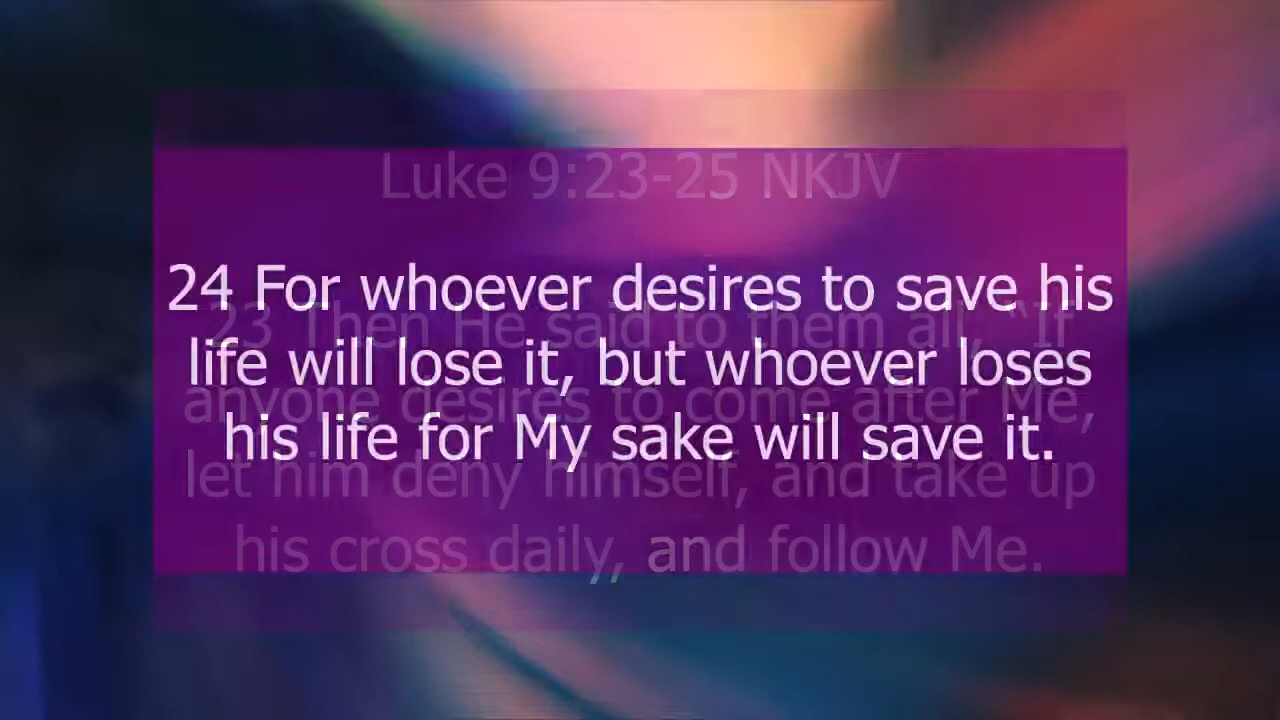 Luke 9:23-25 NKJV
24 For whoever desires to save his
life will lose it, but whoever loses
his life for My sake will save it.
23 Then He said to them all, “If
anyone desires to come after Me,
let him deny himself, and take up
his cross daily, and follow Me.